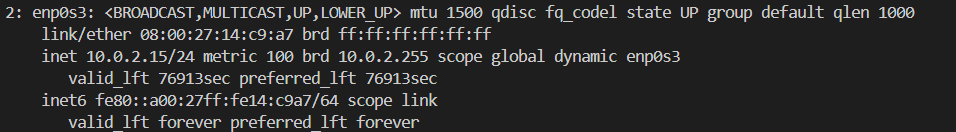 2: enp0s3: <BROADCAST,MULTICAST,UP,LOWER_UP> mtu 1500 qdisc fq_codel state UP group default qlen 1000
link/ether 08:00:27:14:c9:a7 brd ff:ff:ff:ff:ff:ff
inet 10.0.2.15/24 metric 100 brd 10.0.2.255 scope global dynamic enp0s3
valid_lft 76913sec preferred_lft 76913sec
inet6 fe80::a00:27ff:fe14:c9a7/64 scope link
valid_lft forever preferred_lft forever